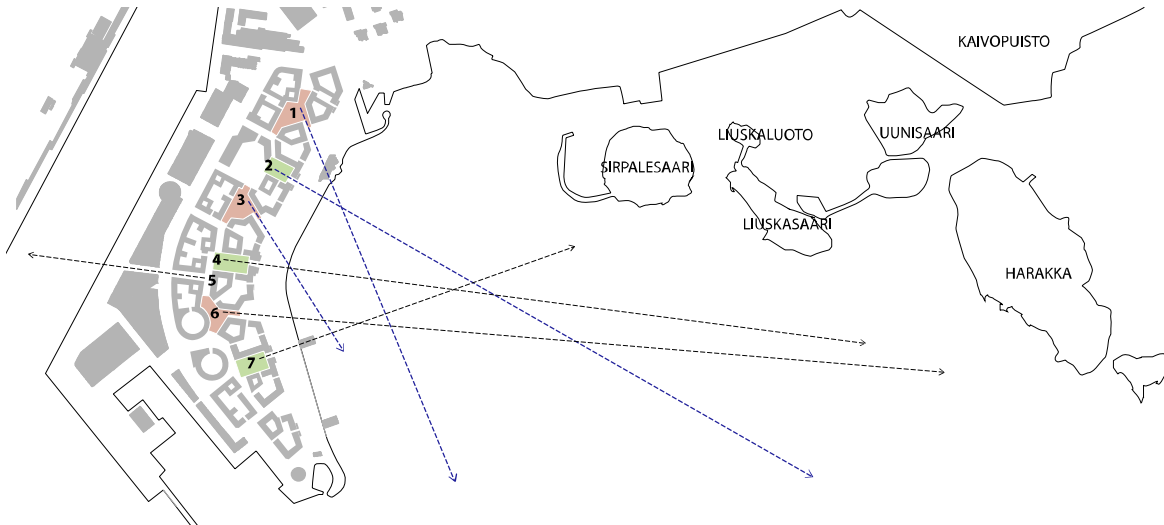 KAIVOPUISTO
1
LIUSKALUOTO
UUNISAARI
2
SIRPALESAARI
3
LIUSKASAARI
4
HARAKKA
5
6
7